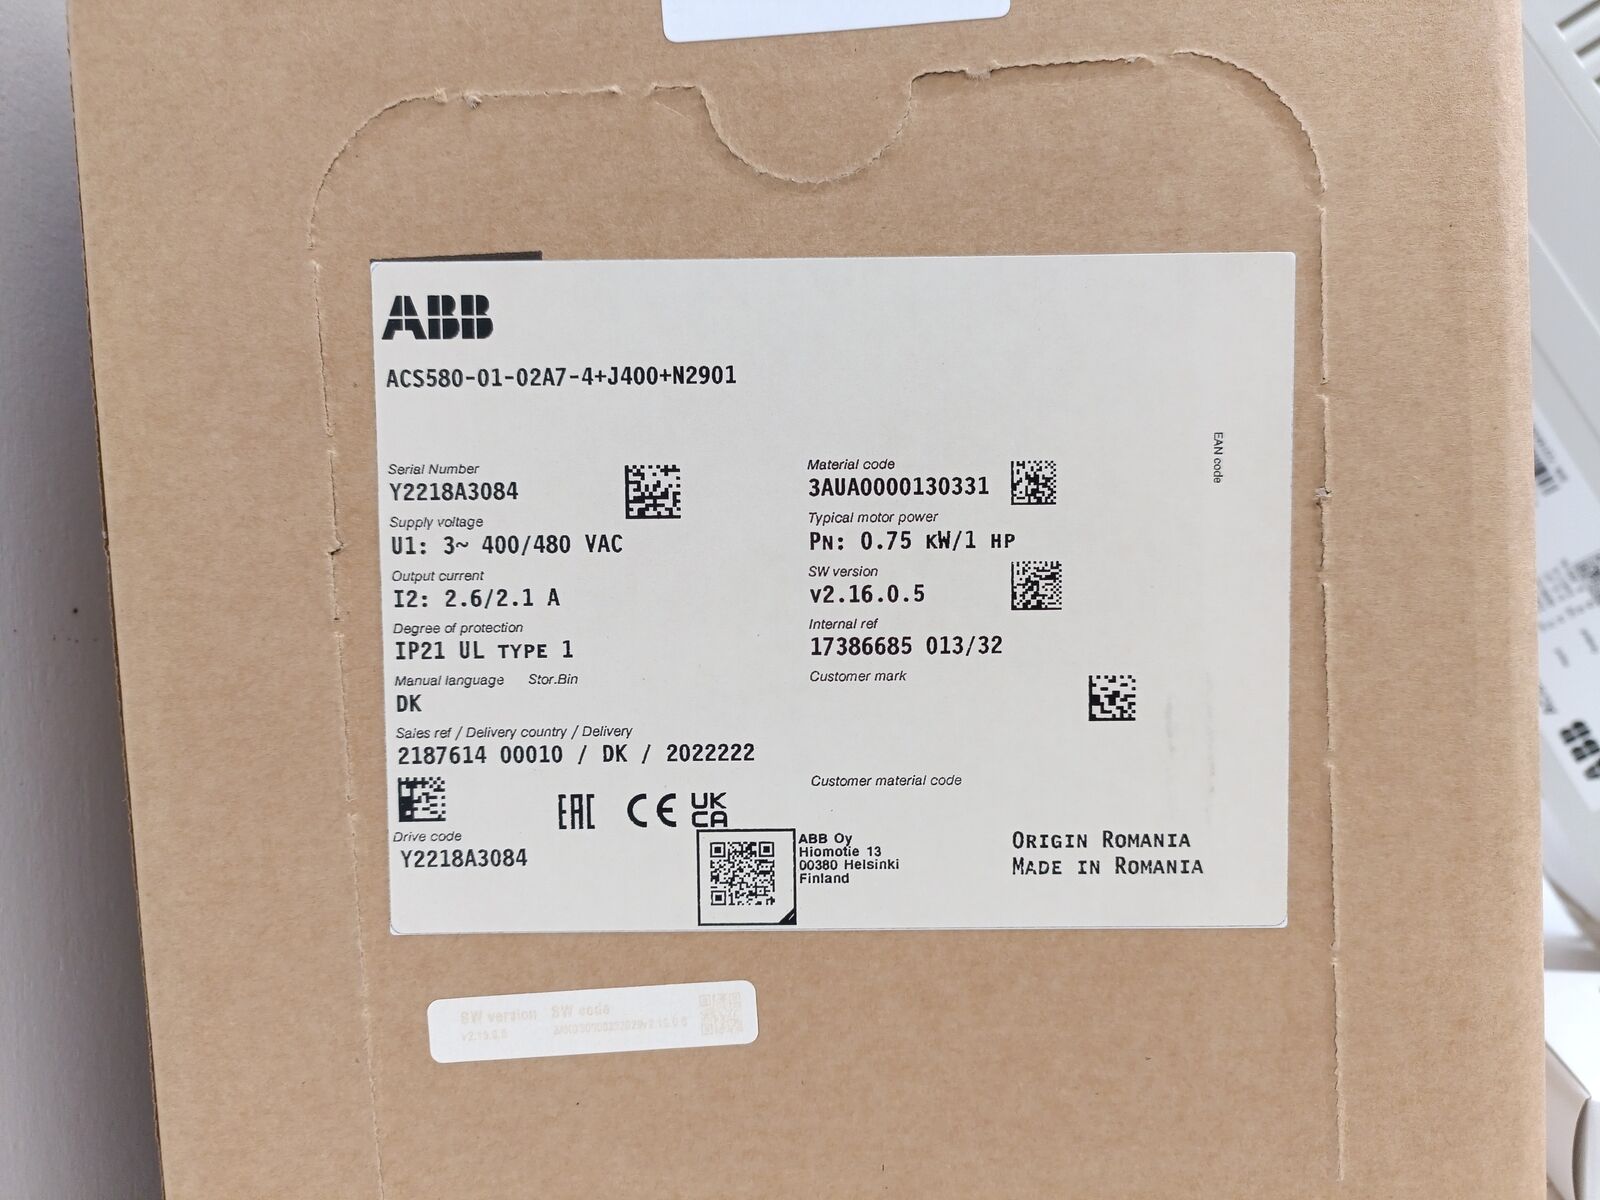 ABB
ACS580-01-02A7-4+J400+N2901
Serial Number
Y2218A3084
Supply voltage
U1: 3~ 400/480 VAC
Output current
I2: 2.6/2.1 A
Degree of protection
IP21 UL TYPE 1
Manual language Stor.Bin
DK
Sales ref / Delivery country / Delivery
2187614 00010 / DK / 2022222
Drive code
Y2218A3084
Material code
3AUA0000130331
Typical motor power
PN: 0.75 KW/1 HP
SW version
v2.16.0.5
Internal ref
17386685 013/32
Customer mark
Customer material code
EAN code
EAC CE UK
CA
ABB Oy
Hiomotie 13
00380 Helsinki
Finland
ORIGIN ROMANIA
MADE IN ROMANIA
SW version SW code
ABB